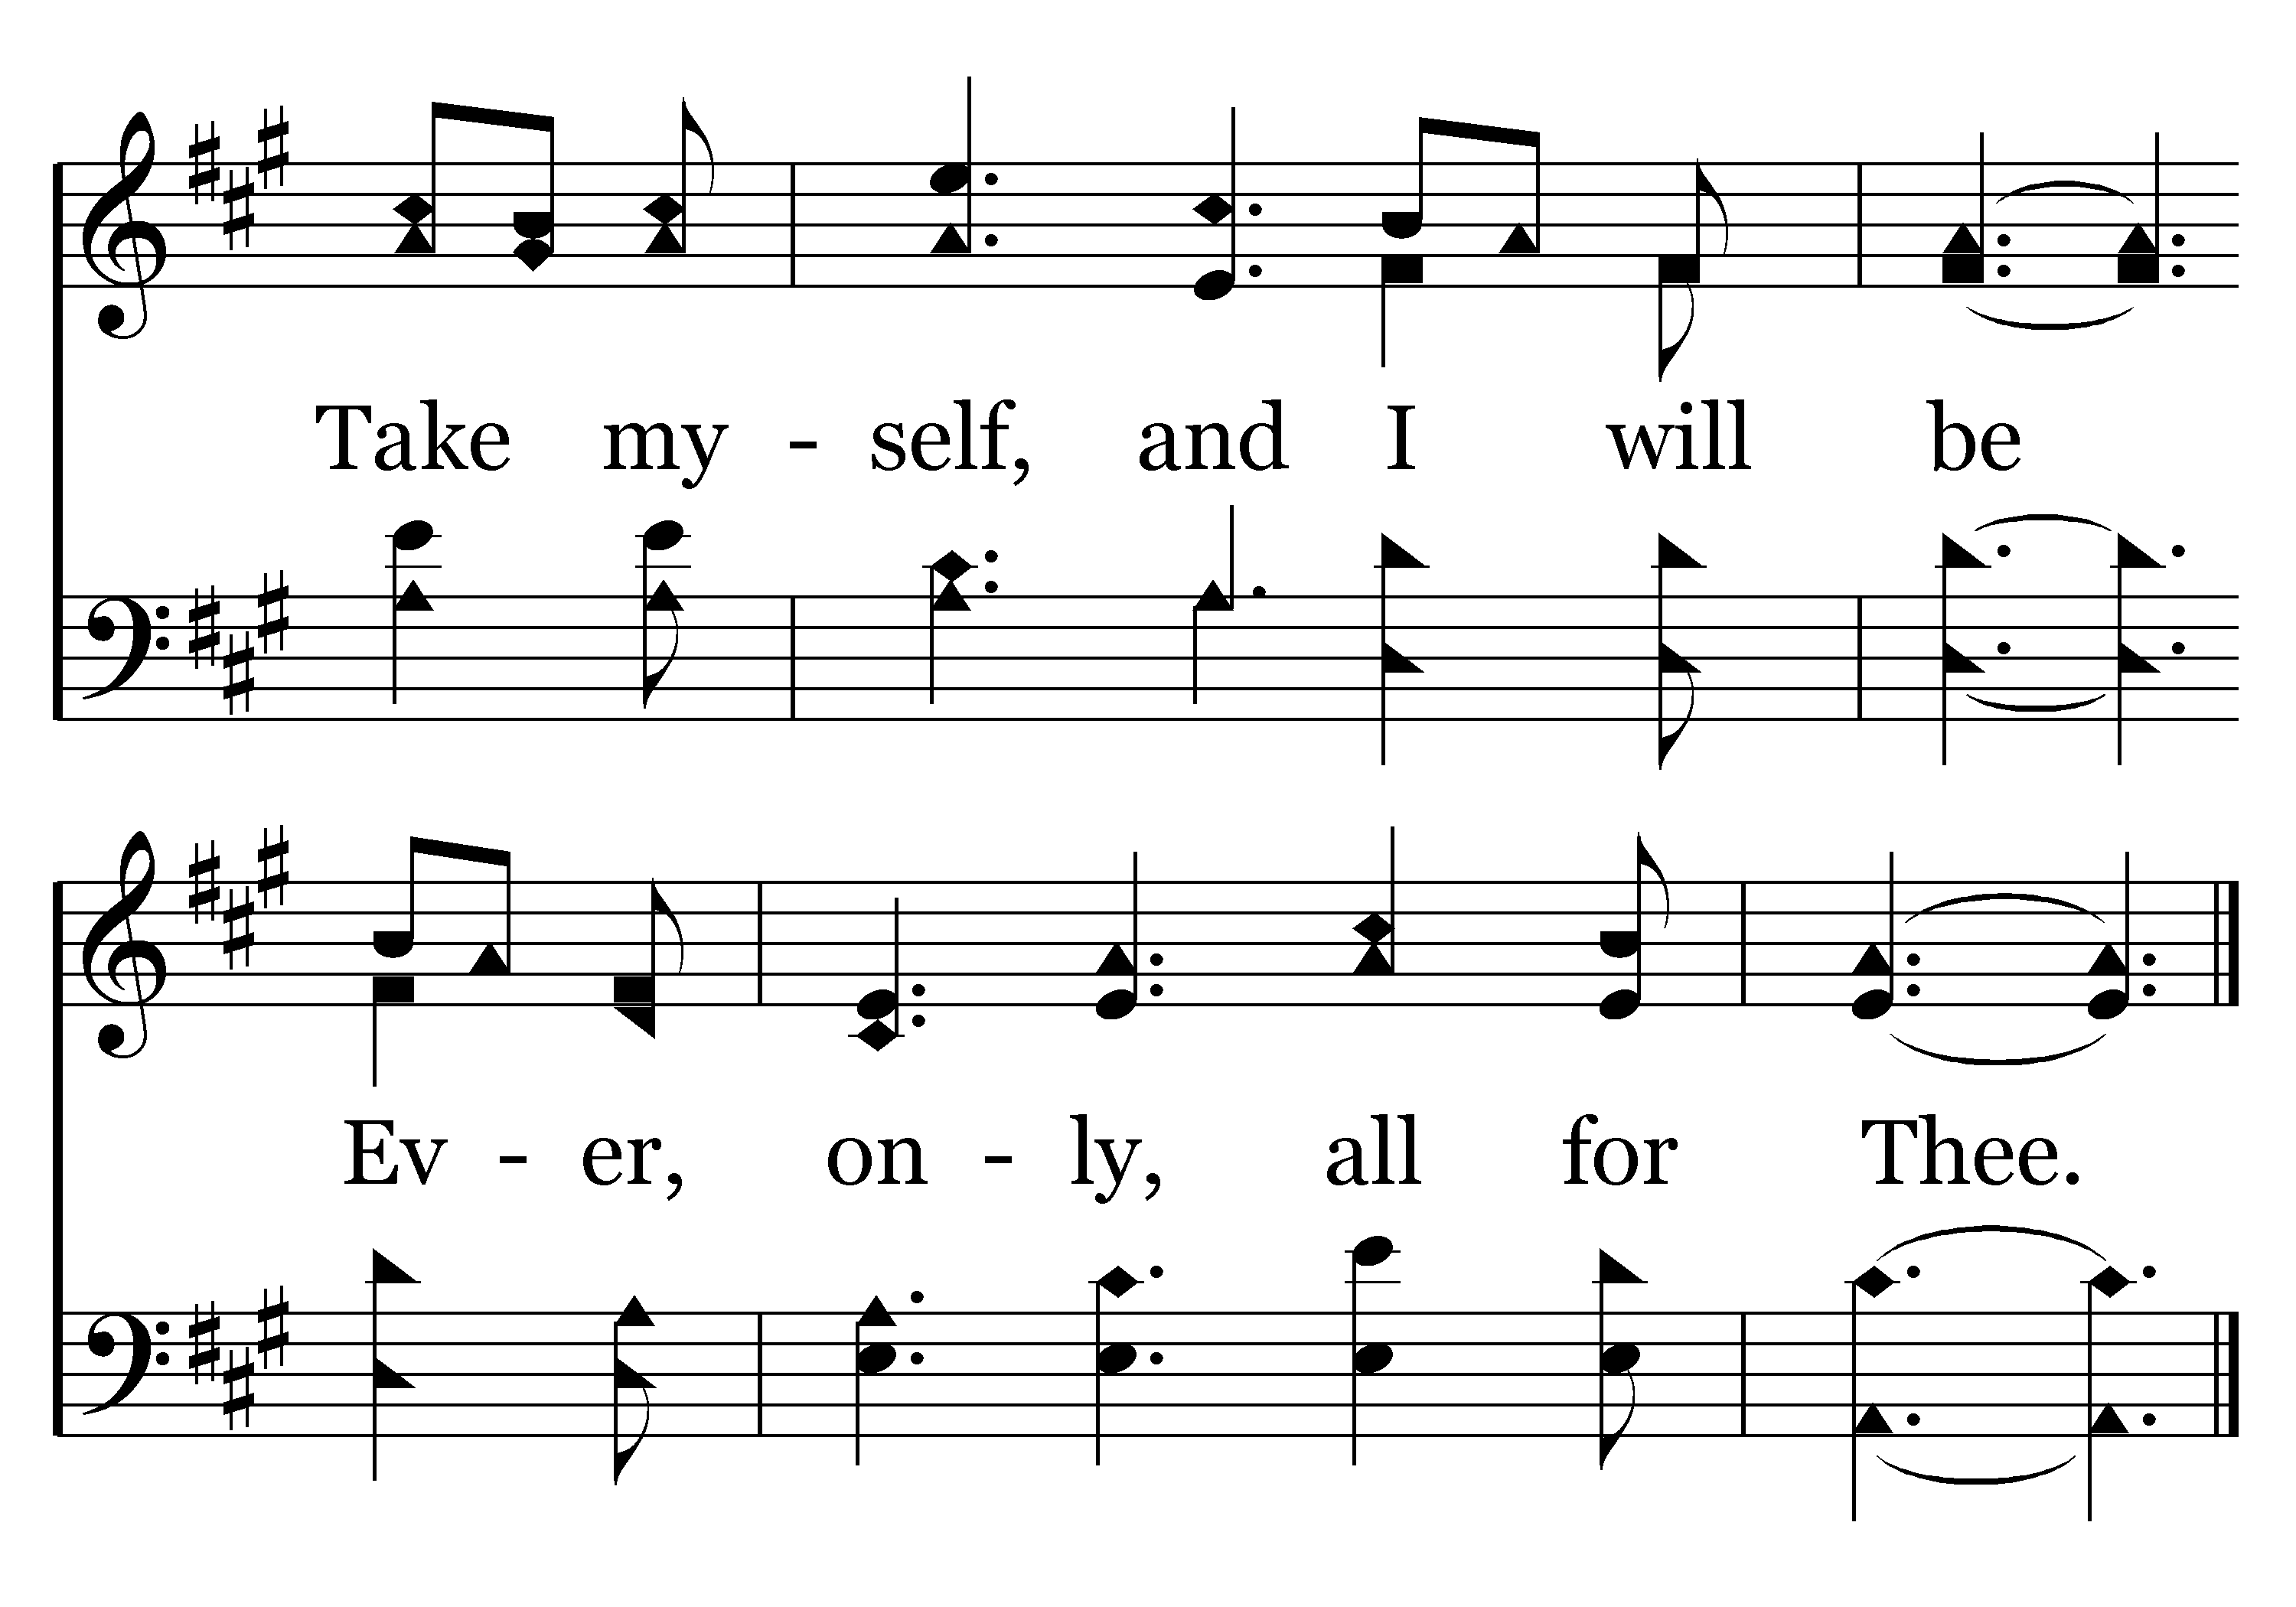 Take my - self, and I will be
Ev - er, on - ly, all for Thee.